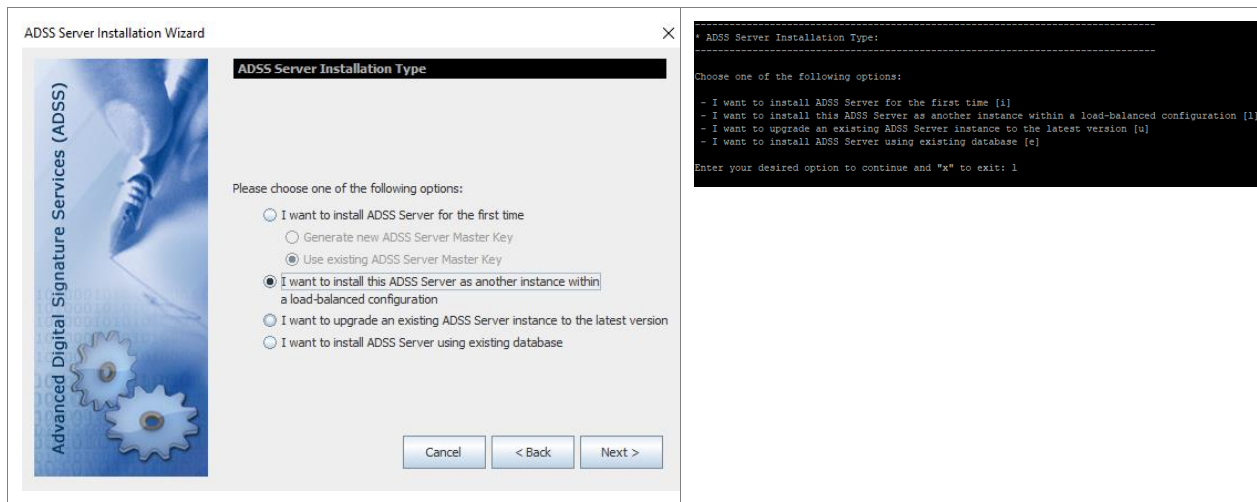 ADSS Server Installation Wizard
Advanced Digital Signature Services (ADSS)
ADSS Server Installation Type
Please choose one of the following options:
I want to install ADSS Server for the first time
Generate new ADSS Server Master Key
Use existing ADSS Server Master Key
I want to install this ADSS Server as another instance within
a load-balanced configuration
I want to upgrade an existing ADSS Server instance to the latest version
I want to install ADSS Server using existing database
Cancel
< Back
Next >
--------------------------------------------------------------------------------
* ADSS Server Installation Type:
--------------------------------------------------------------------------------
Choose one of the following options:
- I want to install ADSS Server for the first time [i]
- I want to install this ADSS Server as another instance within a load-balanced configuration [l]
- I want to upgrade an existing ADSS Server instance to the latest version [u]
- I want to install ADSS Server using existing database [e]
Enter your desired option to continue and "x" to exit: l